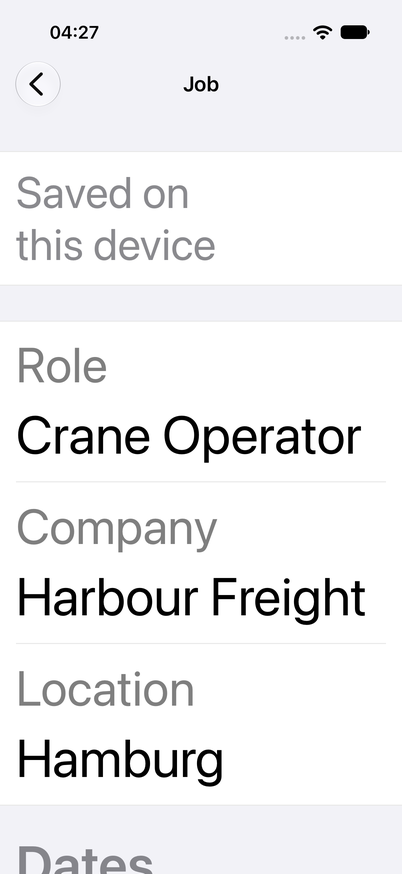 04:27
Job
Saved on
this device
Role
Crane Operator
Company
Harbour Freight
Location
Hamburg
Dates